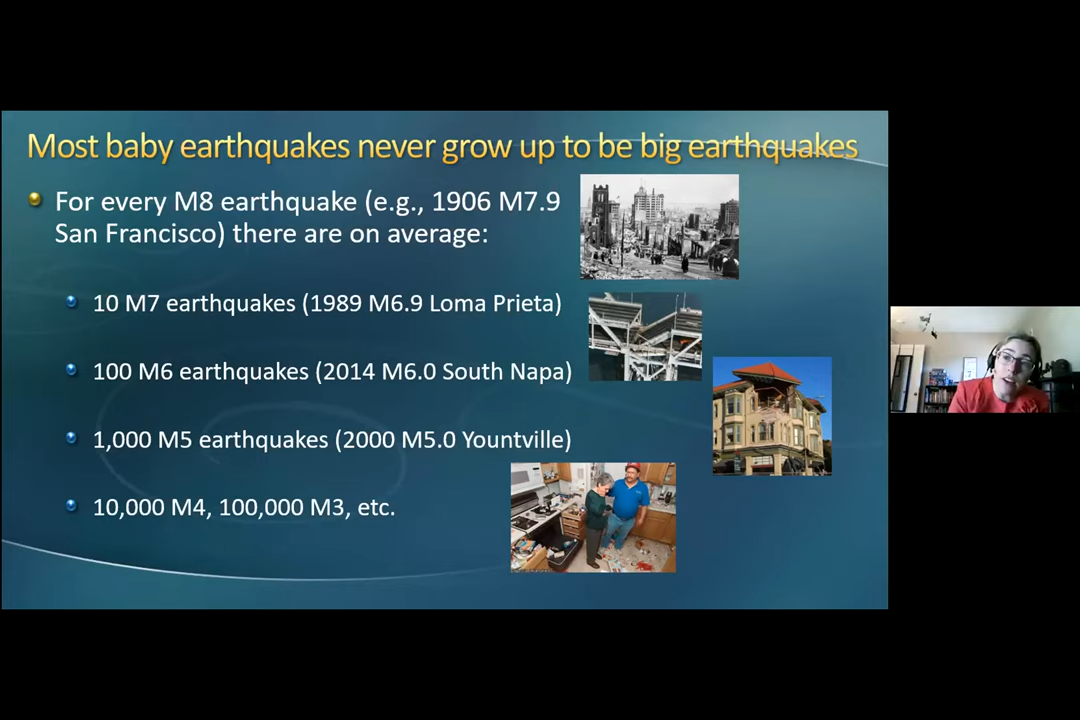 Most baby earthquakes never grow up to be big earthquakes
For every M8 earthquake (e.g., 1906 M7.9
San Francisco) there are on average:
10 M7 earthquakes (1989 M6.9 Loma Prieta)
100 M6 earthquakes (2014 M6.0 South Napa)
1,000 M5 earthquakes (2000 M5.0 Yountville)
10,000 M4, 100,000 M3, etc.